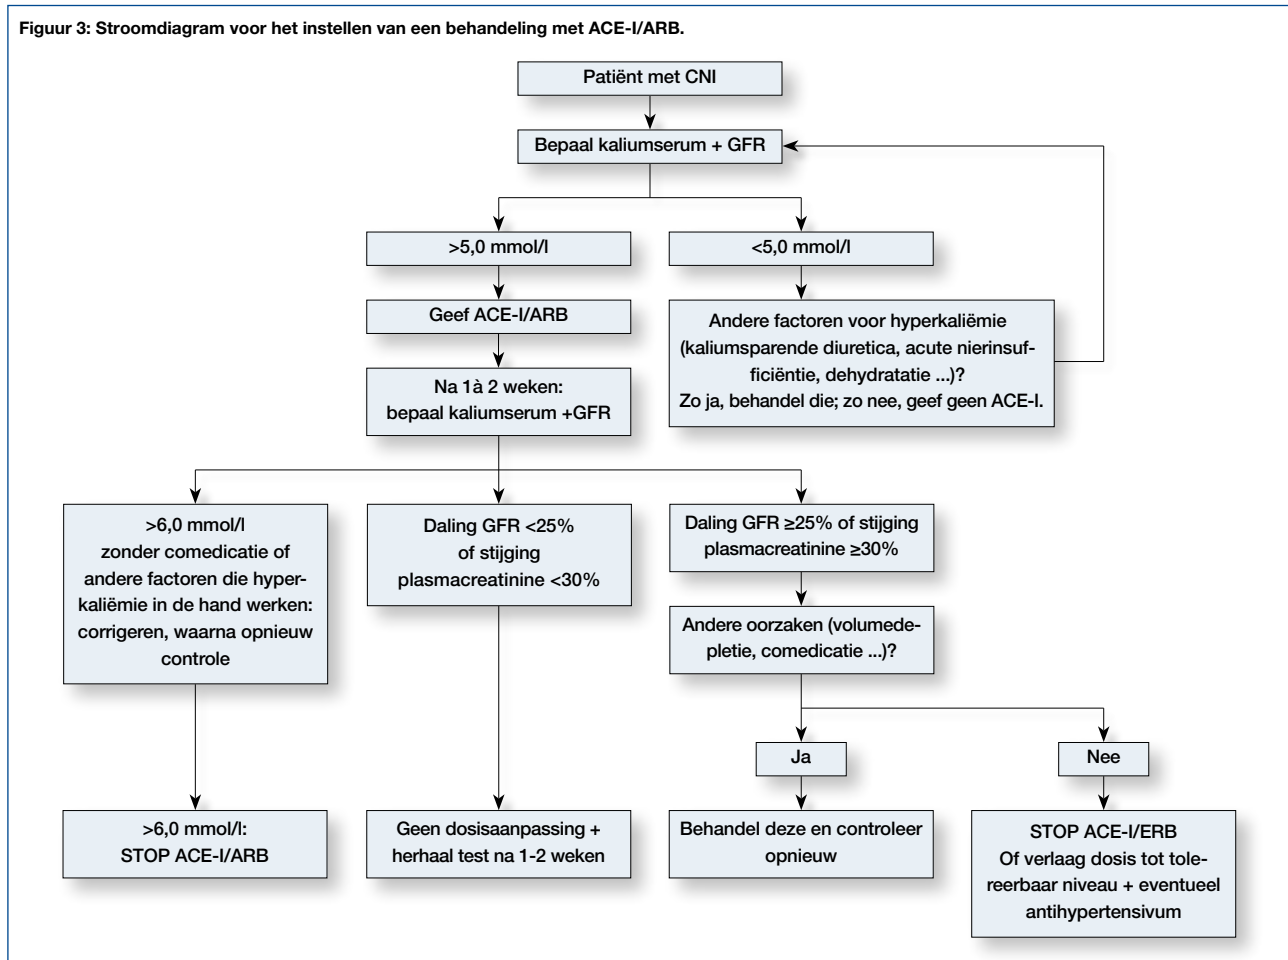 Figuur 3: Stroomdiagram voor het instellen van een behandeling met ACE-I/ARB.
Patiënt met CNI
Bepaal kaliumserum + GFR
>5,0 mmol/l
<5,0 mmol/l
Geef ACE-I/ARB
Andere factoren voor hyperkaliëmie
(kaliumsparende diuretica, acute nierinsuf-
ficiëntie, dehydratatie ...)?
Zo ja, behandel die; zo nee, geef geen ACE-I.
Na 1à 2 weken:
bepaal kaliumserum +GFR
>6,0 mmol/l
zonder comedicatie of
andere factoren die hyper-
kaliëmie in de hand werken:
corrigeren, waarna opnieuw
controle
Daling GFR <25%
of stijging
plasmacreatinine <30%
Daling GFR ≥25% of stijging
plasmacreatinine ≥30%
Andere oorzaken (volumede-
pletie, comedicatie ...)?
Ja
Nee
>6,0 mmol/l:
STOP ACE-I/ARB
Geen dosisaanpassing +
herhaal test na 1-2 weken
Behandel deze en controleer
opnieuw
STOP ACE-I/ERB
Of verlaag dosis tot tole-
reerbaar niveau + eventueel
antihypertensivum